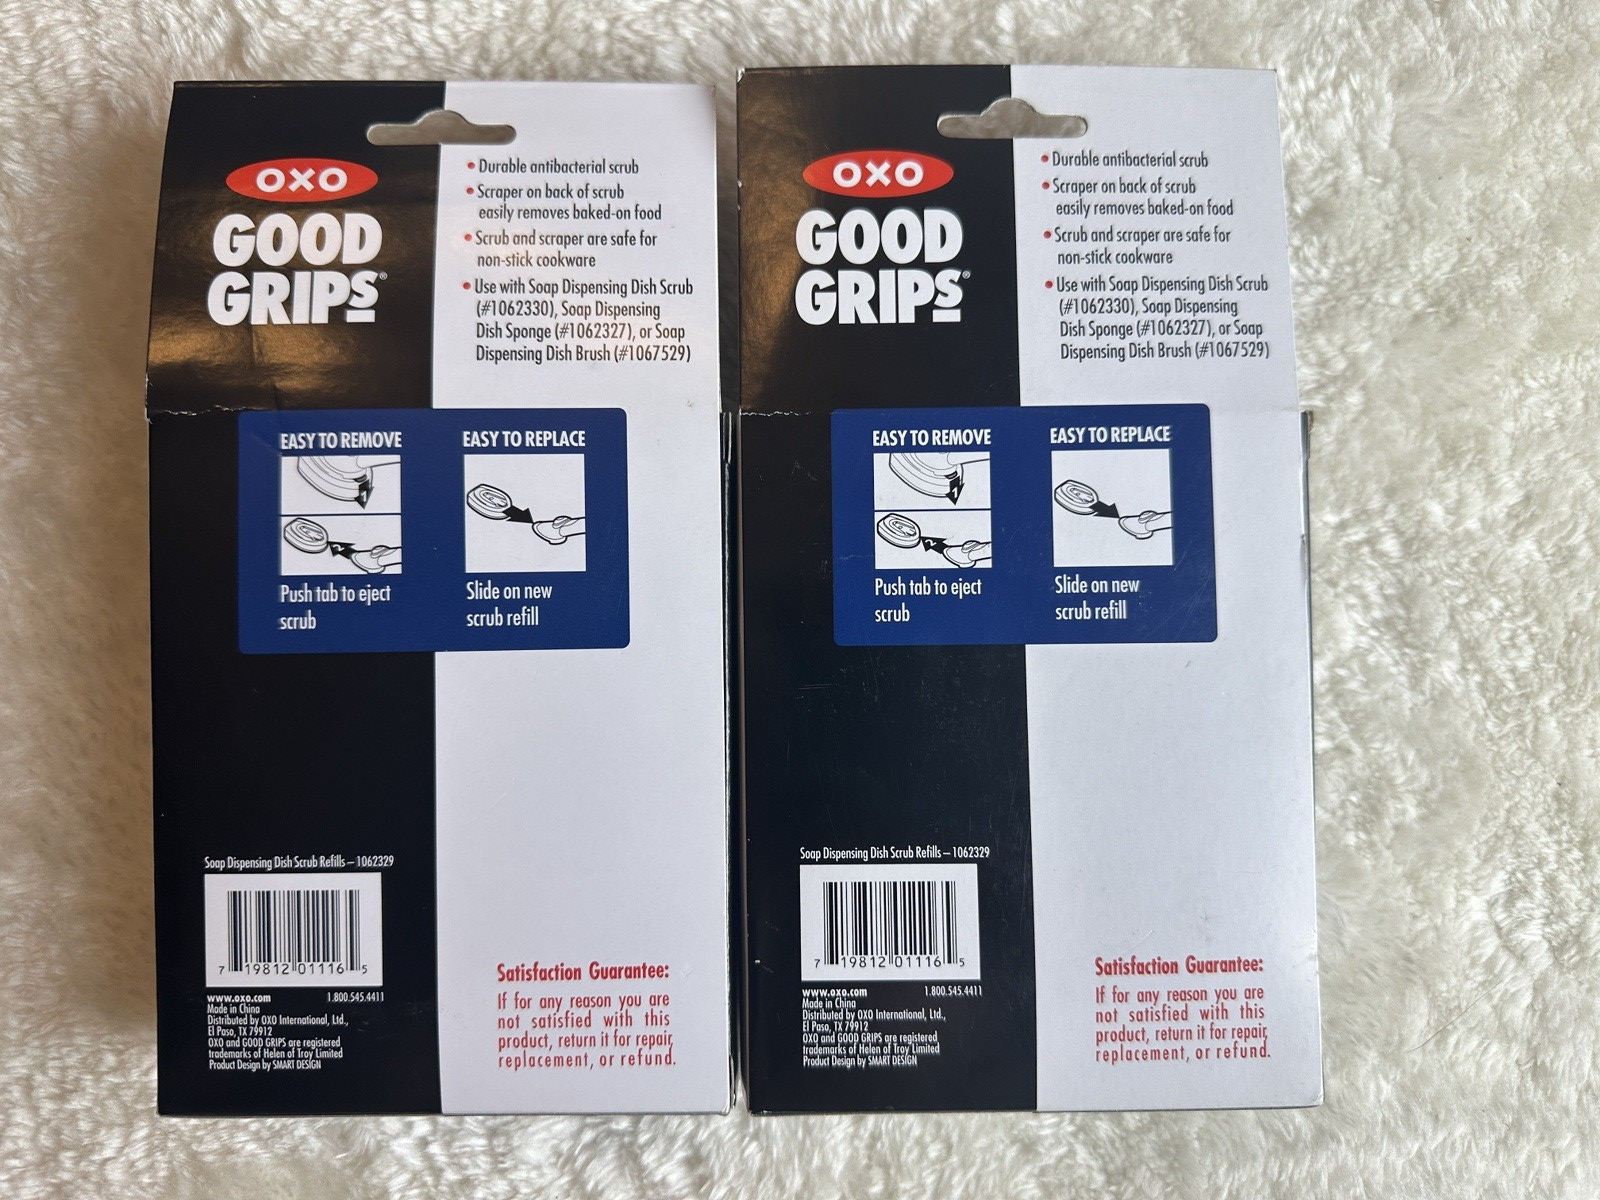 OXO
GOOD
GRIPS®
• Durable antibacterial scrub
• Scraper on back of scrub
easily removes baked-on food
• Scrub and scraper are safe for
non-stick cookware
• Use with Soap Dispensing Dish Scrub
(#1062330), Soap Dispensing
Dish Sponge (#1062327), or Soap
Dispensing Dish Brush (#1067529)
EASY TO REMOVE
EASY TO REPLACE
1
2
Push tab to eject
scrub
Slide on new
scrub refill
Soap Dispensing Dish Scrub Refills – 1062329
7 19812 01116 5
www.oxo.com 1.800.545.4411
Made in China
Distributed by OXO International, Ltd.,
El Paso, TX 79912
OXO and GOOD GRIPS are registered
trademarks of Helen of Troy Limited
Product Design by SMART DESIGN
Satisfaction Guarantee:
If for any reason you are
not satisfied with this
product, return it for repair,
replacement, or refund.
OXO
GOOD
GRIPS®
• Durable antibacterial scrub
• Scraper on back of scrub
easily removes baked-on food
• Scrub and scraper are safe for
non-stick cookware
• Use with Soap Dispensing Dish Scrub
(#1062330), Soap Dispensing
Dish Sponge (#1062327), or Soap
Dispensing Dish Brush (#1067529)
EASY TO REMOVE
EASY TO REPLACE
1
2
Push tab to eject
scrub
Slide on new
scrub refill
Soap Dispensing Dish Scrub Refills – 1062329
7 19812 01116 5
www.oxo.com 1.800.545.4411
Made in China
Distributed by OXO International, Ltd.,
El Paso, TX 79912
OXO and GOOD GRIPS are registered
trademarks of Helen of Troy Limited
Product Design by SMART DESIGN
Satisfaction Guarantee:
If for any reason you are
not satisfied with this
product, return it for repair,
replacement, or refund.